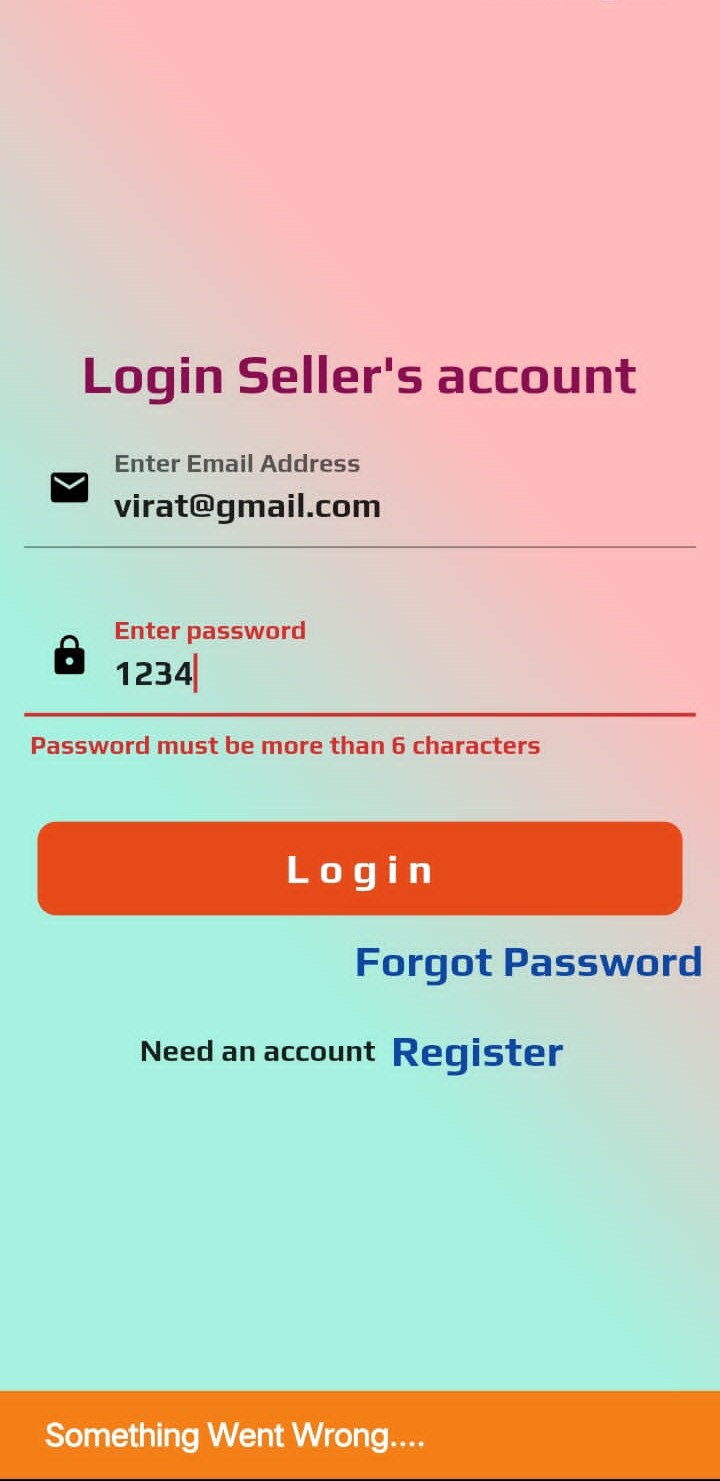 Login Seller's account
Enter Email Address
virat@gmail.com
Enter password
1234
Password must be more than 6 characters
Login
Forgot Password
Need an account Register
Something Went Wrong....